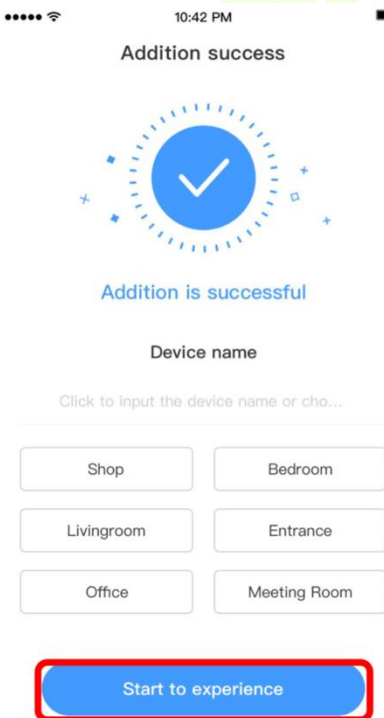 10:42 PM
Addition success
Addition is successful
Device name
Click to input the device name or cho...
Shop
Bedroom
Livingroom
Entrance
Office
Meeting Room
Start to experience